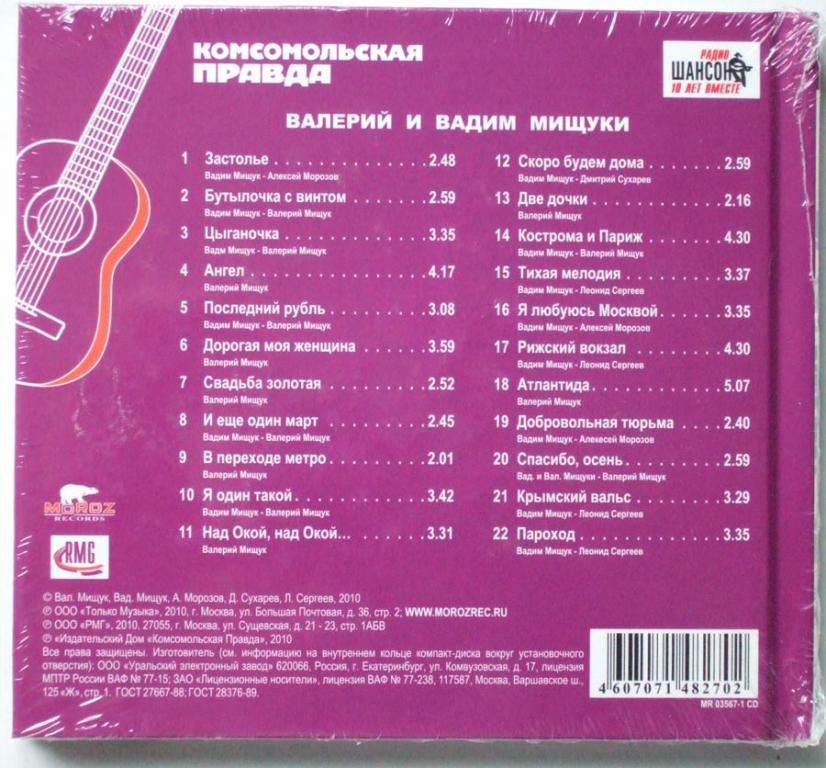 КОМСОМОЛЬСКАЯ
ПРАВДА
РАДИО
ШАНСОН
10 ЛЕТ ВМЕСТЕ
ВАЛЕРИЙ И ВАДИМ МИЩУКИ
1 Застолье . . . . . . . . . . . . . . . . . . 2.48
Вадим Мищук - Алексей Морозов
2 Бутылочка с винтом . . . . . . . . . 2.59
Вадим Мищук - Валерий Мищук
3 Цыганочка . . . . . . . . . . . . . . . . . 3.35
Вадм Мищук - Валерий Мищук
4 Ангел . . . . . . . . . . . . . . . . . . . . 4.17
Валерий Мищук
5 Последний рубль . . . . . . . . . . . 3.08
Вадим Мищук - Валерий Мищук
6 Дорогая моя женщина . . . . . . . 3.59
Валерий Мищук
7 Свадьба золотая . . . . . . . . . . . 2.52
Валерий Мищук
8 И еще один март . . . . . . . . . . . 2.45
Вадим Мищук - Валерий Мищук
9 В переходе метро . . . . . . . . . . . 2.01
Валерий Мищук
10 Я один такой . . . . . . . . . . . . . . 3.42
Вадим Мищук - Валерий Мищук
11 Над Окой, над Окой... . . . . . . . 3.31
Валерий Мищук
12 Скоро будем дома . . . . . . . . . 2.59
Вадим Мищук - Дмитрий Сухарев
13 Две дочки . . . . . . . . . . . . . . . . 2.16
Валерий Мищук
14 Кострома и Париж . . . . . . . . . 4.30
Вадим Мищук - Валерий Мищук
15 Тихая мелодия . . . . . . . . . . . . 3.37
Вадим Мищук - Леонид Сергеев
16 Я любуюсь Москвой . . . . . . . . 3.35
Вадим Мищук - Алексей Морозов
17 Рижский вокзал . . . . . . . . . . . 4.30
Вадим Мищук - Леонид Сергеев
18 Атлантида . . . . . . . . . . . . . . . 5.07
Валерий Мищук
19 Добровольная тюрьма . . . . . . 2.40
Вадим Мищук - Алекесей Морозов
20 Спасибо, осень . . . . . . . . . . . . 2.59
Вад. и Вал. Мищуки - Валерий Мищук
21 Крымский вальс . . . . . . . . . . . 3.29
Вадим Мищук - Леонид Сергеев
22 Пароход . . . . . . . . . . . . . . . . . 3.35
Вадим Мищук - Леонид Сергеев
MOROZ
RECORDS
RMG
© Вал. Мищук, Вад. Мищук, А. Морозов, Д. Сухарев, Л. Сергеев, 2010
℗ ООО «Только Музыка», 2010, г. Москва, ул. Большая Почтовая, д. 36, стр. 2; WWW.MOROZREC.RU
℗ ООО «РМГ», 2010, 27055, г. Москва, ул. Сущевская, д. 21 - 23, стр. 1АБВ
℗ «Издательский Дом «Комсомольская Правда», 2010
Все права защищены. Изготовитель (см. информацию на внутреннем кольце компакт-диска вокруг установочного
отверстия): ООО «Уральский электронный завод» 620066, Россия, г. Екатеринбург, ул. Комвузовская, д. 17, лицензия
МПТР России ВАФ № 77-15; ЗАО «Лицензионные носители», лицензия ВАФ № 77-238, 117587, Москва, Варшавское ш.,
125 «Ж», стр. 1. ГОСТ 27667-88; ГОСТ 28376-89.
4 607071 482702
MR 03567-1 CD